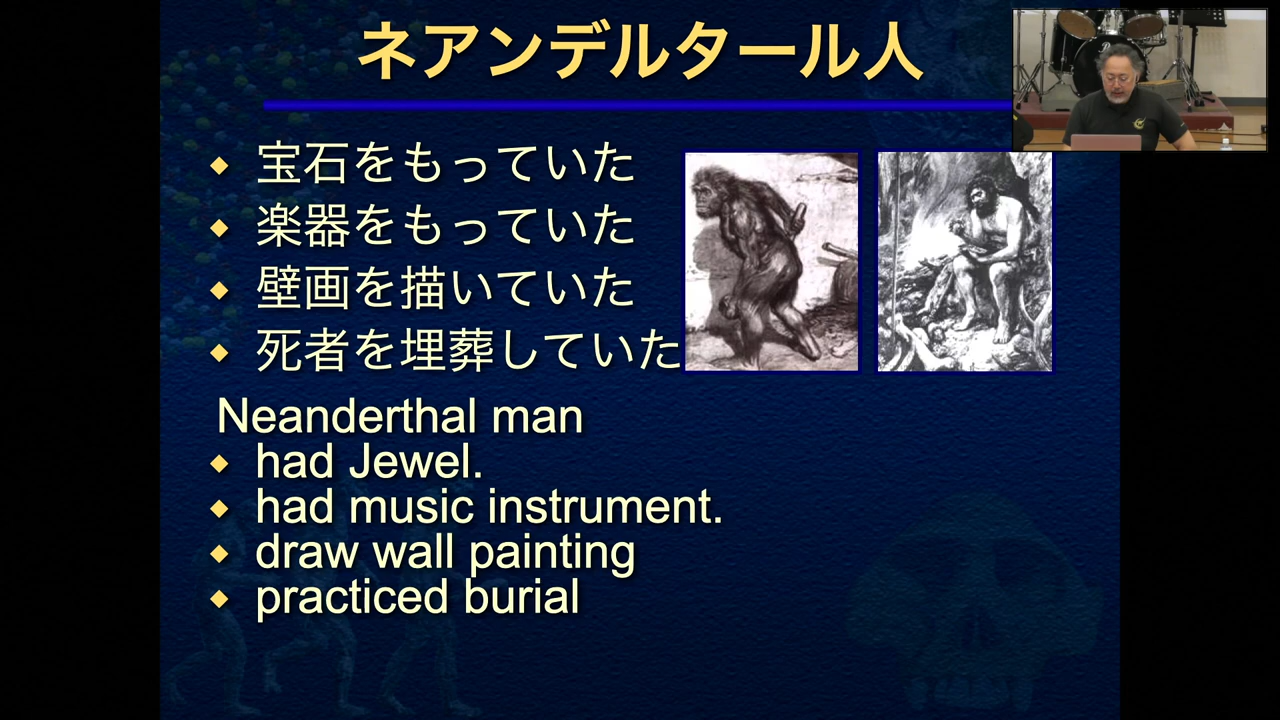 ネアンデルタール人
宝石をもっていた
楽器をもっていた
壁画を描いていた
死者を埋葬していた
Neanderthal man
had Jewel.
had music instrument.
draw wall painting
practiced burial